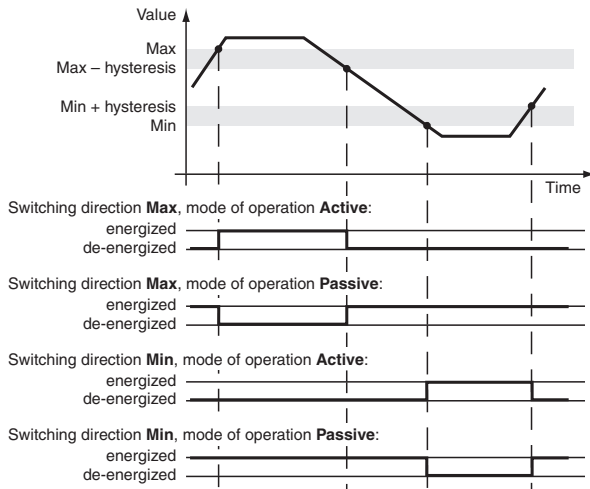 Value
Max
Max – hysteresis
Min + hysteresis
Min
Time
Switching direction Max, mode of operation Active:
energized
de-energized
Switching direction Max, mode of operation Passive:
energized
de-energized
Switching direction Min, mode of operation Active:
energized
de-energized
Switching direction Min, mode of operation Passive:
energized
de-energized